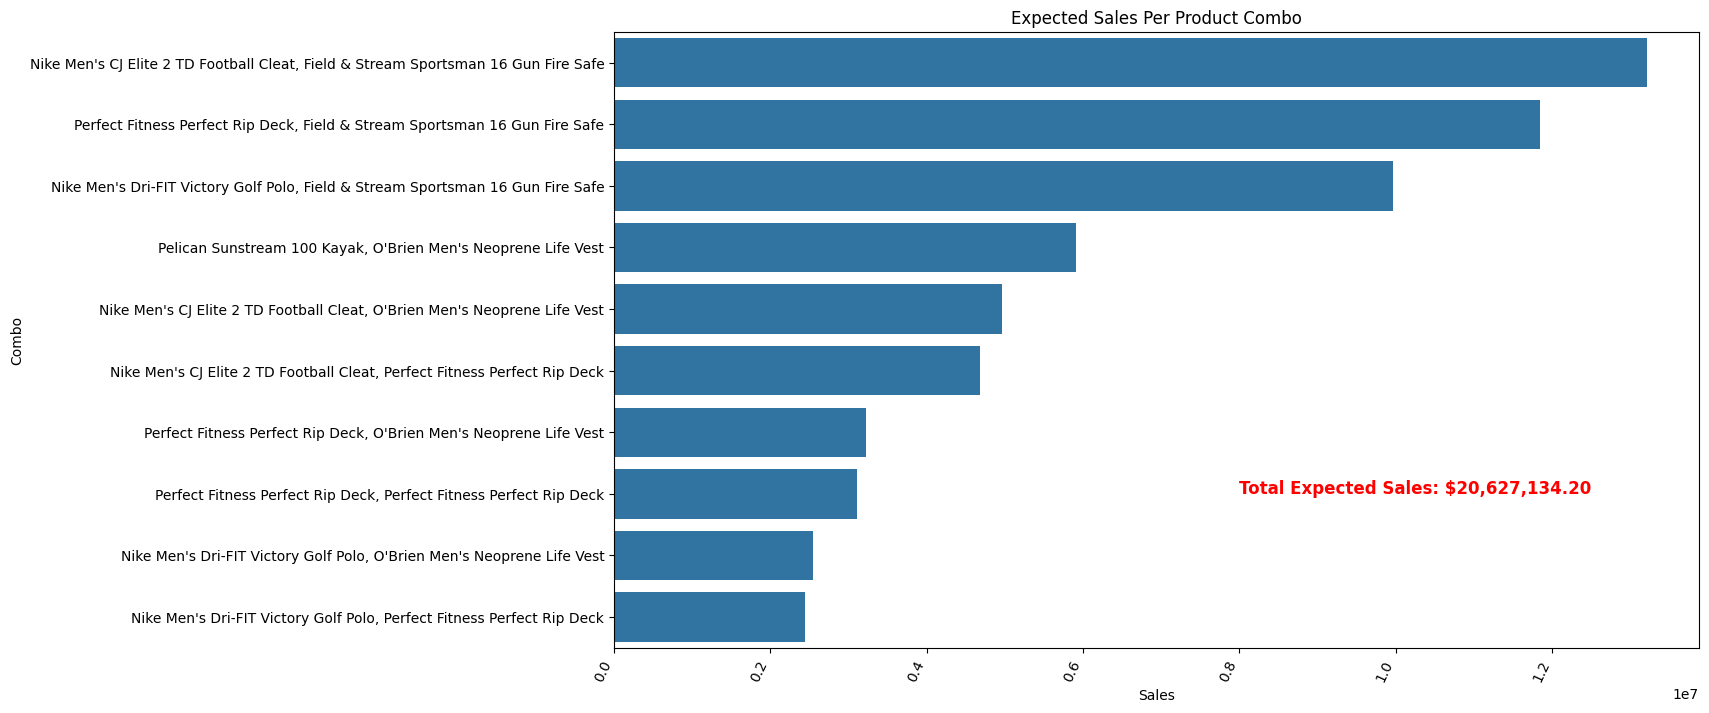 Expected Sales Per Product Combo
Nike Men's CJ Elite 2 TD Football Cleat, Field & Stream Sportsman 16 Gun Fire Safe
Perfect Fitness Perfect Rip Deck, Field & Stream Sportsman 16 Gun Fire Safe
Nike Men's Dri-FIT Victory Golf Polo, Field & Stream Sportsman 16 Gun Fire Safe
Pelican Sunstream 100 Kayak, O'Brien Men's Neoprene Life Vest
Nike Men's CJ Elite 2 TD Football Cleat, O'Brien Men's Neoprene Life Vest
Combo
Nike Men's CJ Elite 2 TD Football Cleat, Perfect Fitness Perfect Rip Deck
Perfect Fitness Perfect Rip Deck, O'Brien Men's Neoprene Life Vest
Perfect Fitness Perfect Rip Deck, Perfect Fitness Perfect Rip Deck
Total Expected Sales: $20,627,134.20
Nike Men's Dri-FIT Victory Golf Polo, O'Brien Men's Neoprene Life Vest
Nike Men's Dri-FIT Victory Golf Polo, Perfect Fitness Perfect Rip Deck
0.0 0.2 0.4 0.6 0.8 1.0 1.2
Sales
1e7